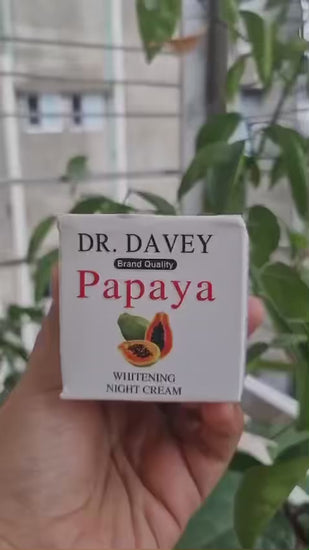 DR. DAVEY
Brand Quality
Papaya
WHITENING
NIGHT CREAM